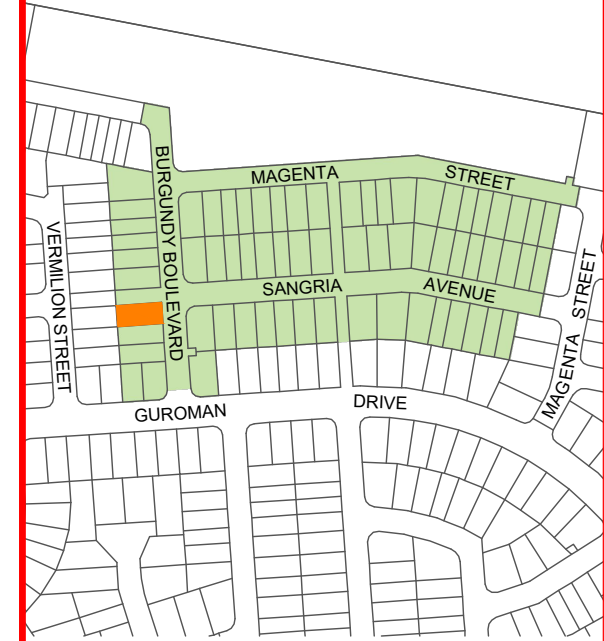 MAGENTA STREET
BURGUNDY BOULEVARD
VERMILION STREET
SANGRIA AVENUE
MAGENTA STREET
GUROMAN DRIVE